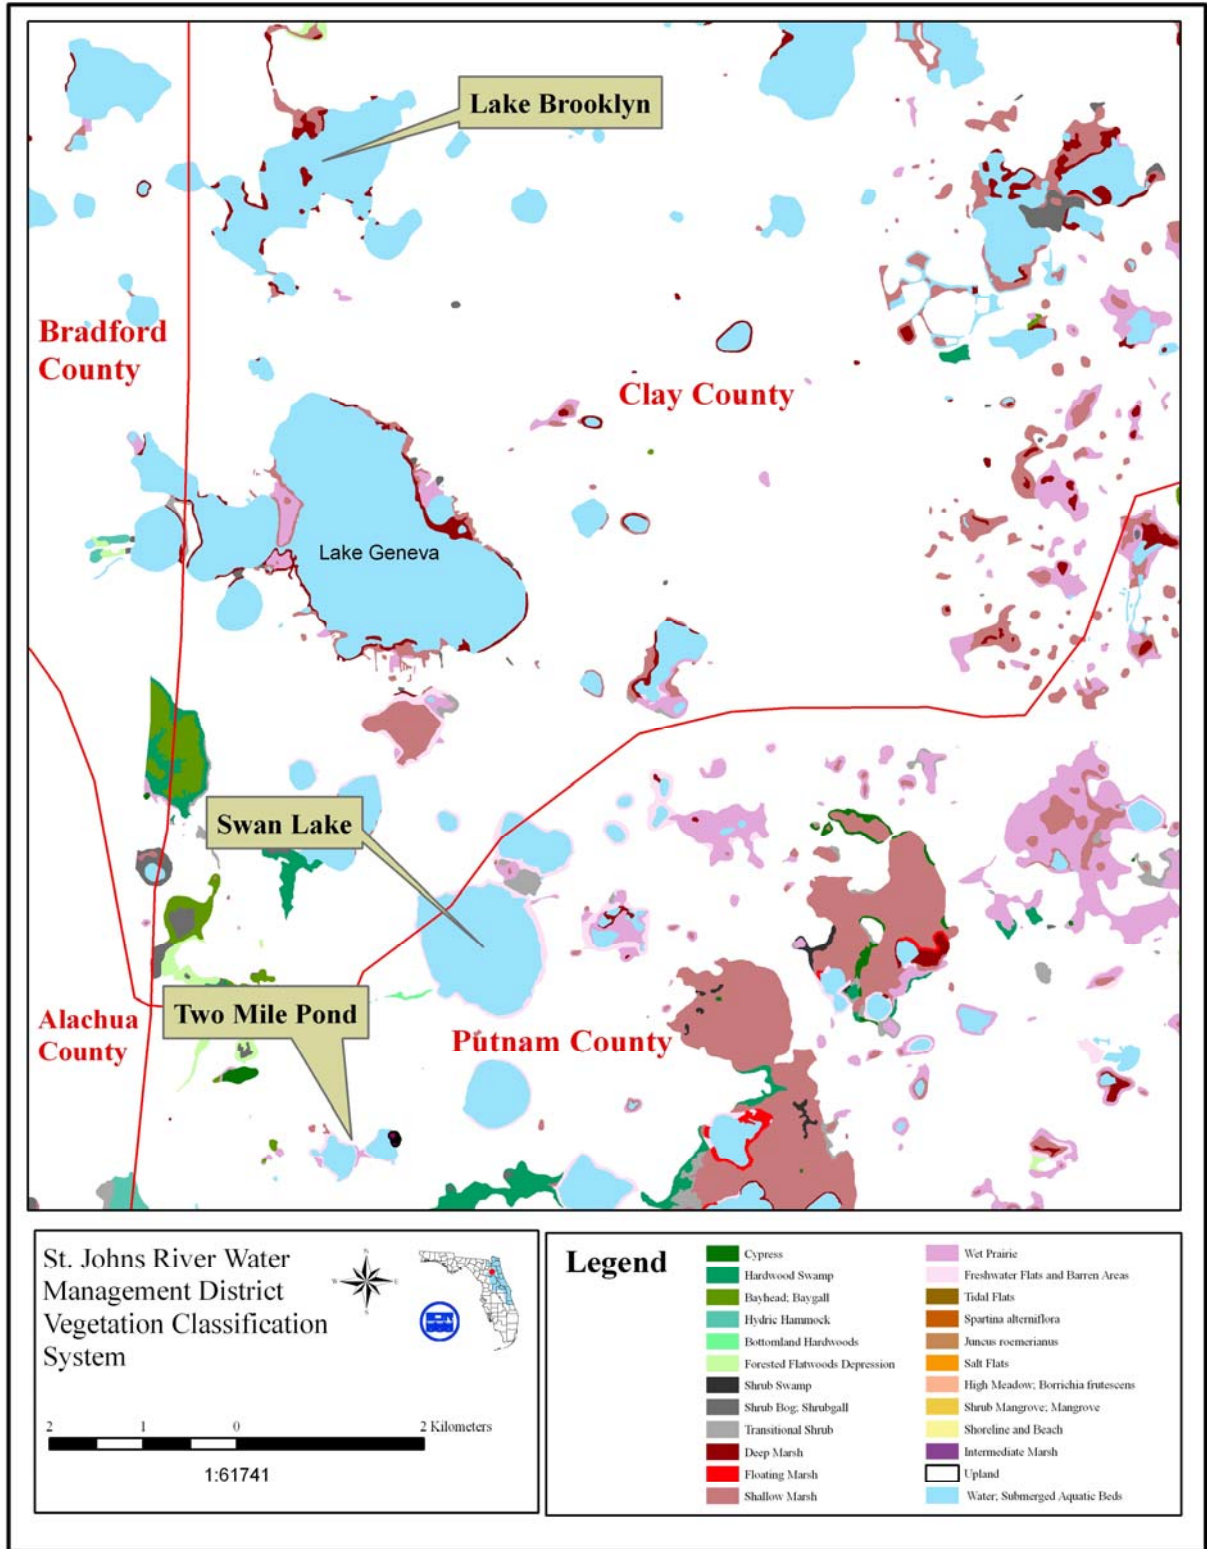 Lake Brooklyn
Bradford
County
Clay County
Lake Geneva
Swan Lake
Two Mile Pond
Alachua
County
Putnam County
St. Johns River Water
Management District
Vegetation Classification
System
N
W
E
S
2 1 0 2 Kilometers
1:61741
Legend
Cypress
Hardwood Swamp
Bayhead; Baygall
Hydric Hammock
Bottomland Hardwoods
Forested Flatwoods Depression
Shrub Swamp
Shrub Bog; Shrubgall
Transitional Shrub
Deep Marsh
Floating Marsh
Shallow Marsh
Wet Prairie
Freshwater Flats and Barren Areas
Tidal Flats
Spartina alterniflora
Juncus roemerianus
Salt Flats
High Meadow; Borrichia frutescens
Shrub Mangrove; Mangrove
Shoreline and Beach
Intermediate Marsh
Upland
Water; Submerged Aquatic Beds